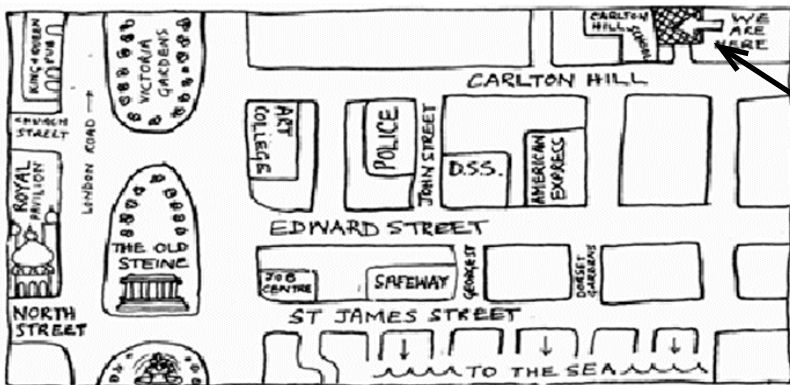 KING & QUEEN
PUB
VICTORIA
GARDENS
CARLTON
HILL
WE
ARE
HERE
CARLTON HILL
CHURCH
STREET
LONDON ROAD
ART
COLLEGE
POLICE
JOHN STREET
D.S.S.
AMERICAN
EXPRESS
ROYAL
PAVILION
EDWARD STREET
THE OLD
STEINE
JOB
CENTRE
SAFEWAY
GEORGE ST
DORSET
GARDENS
NORTH
STREET
ST JAMES STREET
TO THE SEA